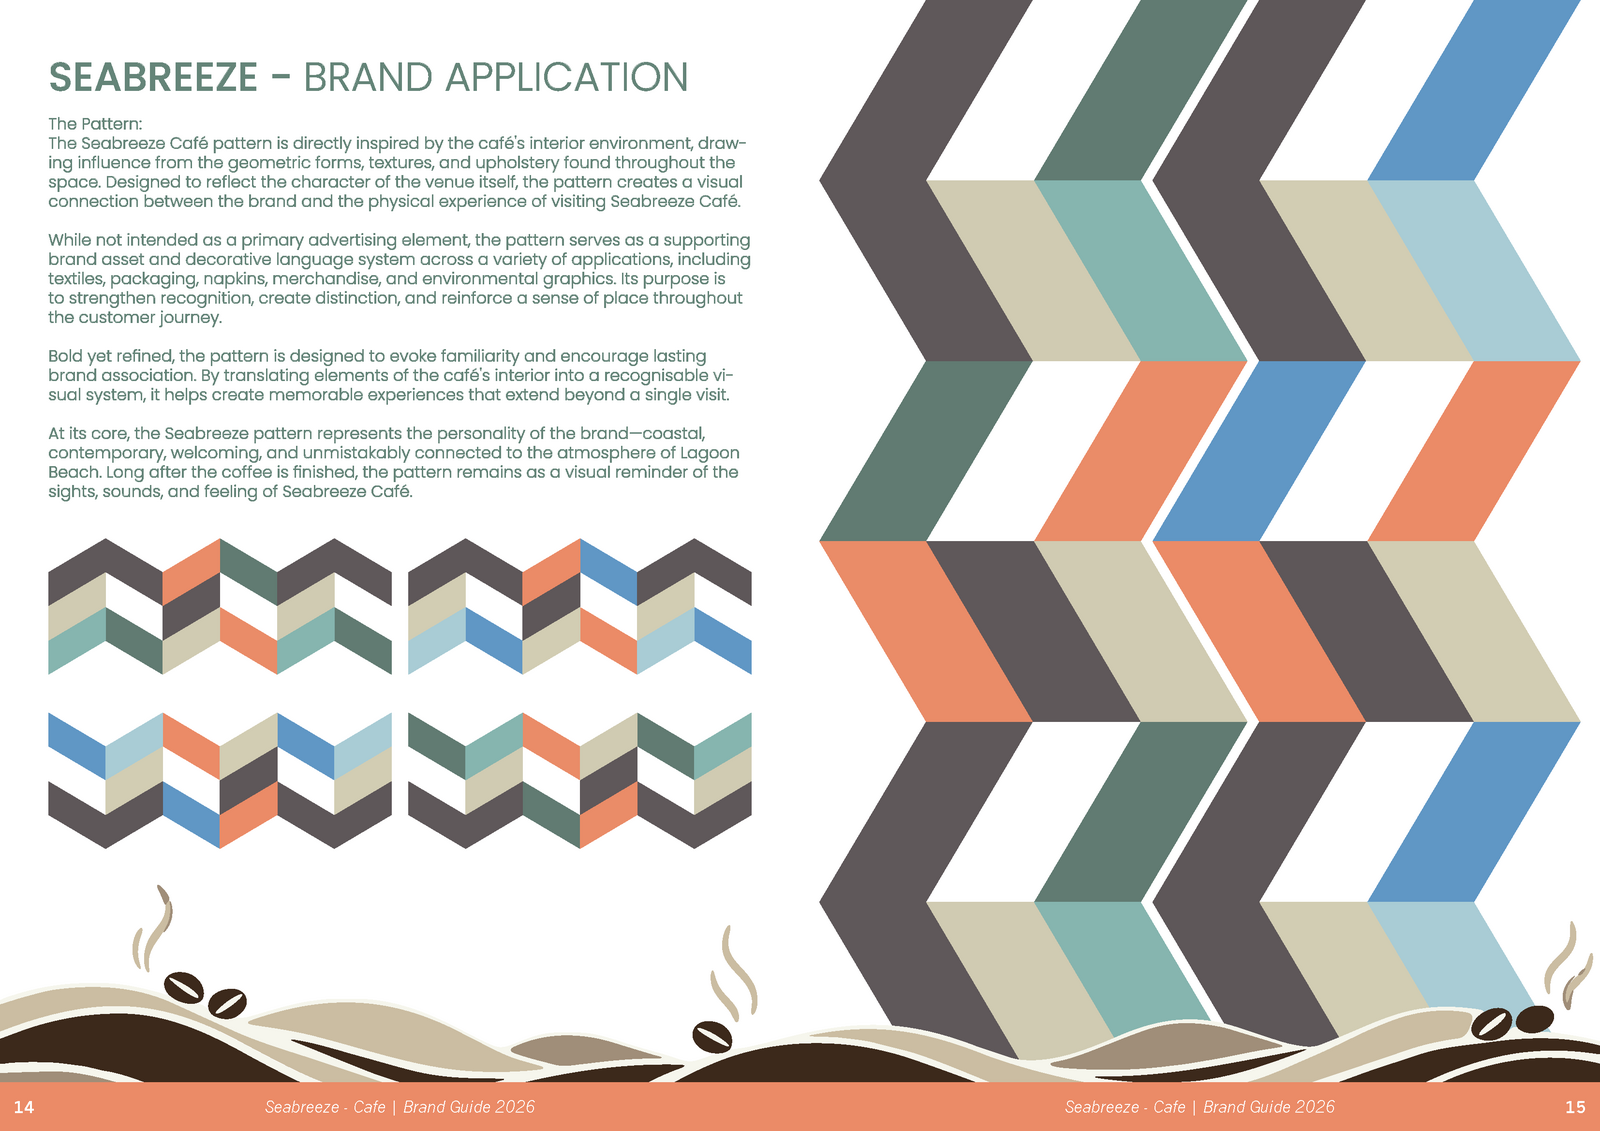 SEABREEZE – BRAND APPLICATION
The Pattern:
The Seabreeze Café pattern is directly inspired by the café's interior environment, draw-
ing influence from the geometric forms, textures, and upholstery found throughout the
space. Designed to reflect the character of the venue itself, the pattern creates a visual
connection between the brand and the physical experience of visiting Seabreeze Café.
While not intended as a primary advertising element, the pattern serves as a supporting
brand asset and decorative language system across a variety of applications, including
textiles, packaging, napkins, merchandise, and environmental graphics. Its purpose is
to strengthen recognition, create distinction, and reinforce a sense of place throughout
the customer journey.
Bold yet refined, the pattern is designed to evoke familiarity and encourage lasting
brand association. By translating elements of the café's interior into a recognisable vi-
sual system, it helps create memorable experiences that extend beyond a single visit.
At its core, the Seabreeze pattern represents the personality of the brand—coastal,
contemporary, welcoming, and unmistakably connected to the atmosphere of Lagoon
Beach. Long after the coffee is finished, the pattern remains as a visual reminder of the
sights, sounds, and feeling of Seabreeze Café.
14
Seabreeze - Cafe | Brand Guide 2026
Seabreeze - Cafe | Brand Guide 2026
15